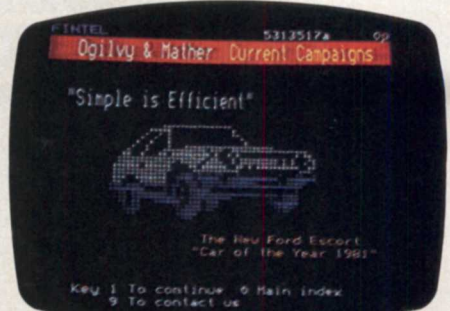 FINTEL 5313517a 0p
Ogilvy & Mather Current Campaigns
"Simple is Efficient"
The New Ford Escort
"Car of the Year 1981"
Key 1 To continue 0 Main index
9 To contact us